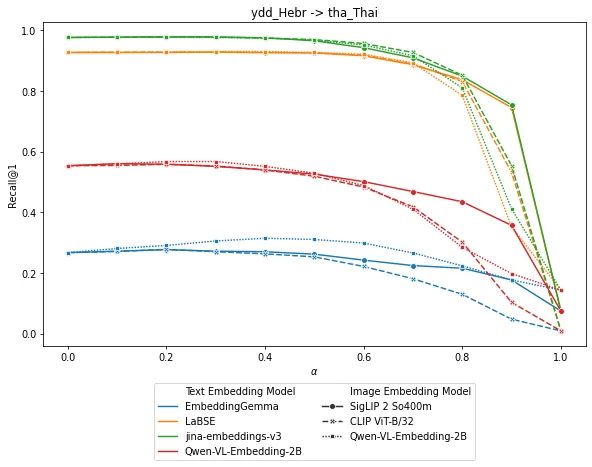 ydd_Hebr -> tha_Thai
Recall@1
1.0
0.8
0.6
0.4
0.2
0.0
0.0 0.2 0.4 0.6 0.8 1.0
α
Text Embedding Model
EmbeddingGemma
LaBSE
jina-embeddings-v3
Qwen-VL-Embedding-2B
Image Embedding Model
SigLIP 2 So400m
CLIP ViT-B/32
Qwen-VL-Embedding-2B